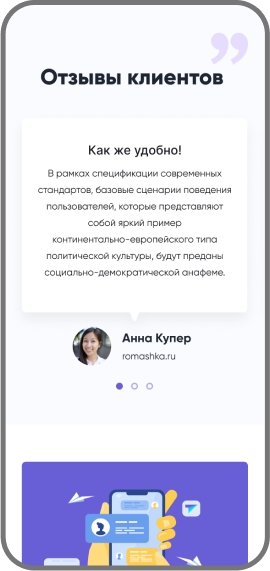 Отзывы клиентов
Как же удобно!
В рамках спецификации современных
стандартов, базовые сценарии поведения
пользователей, которые представляют
собой яркий пример
континентально-европейского типа
политической культуры, будут преданы
социально-демократической анафеме.
Анна Купер
romashka.ru